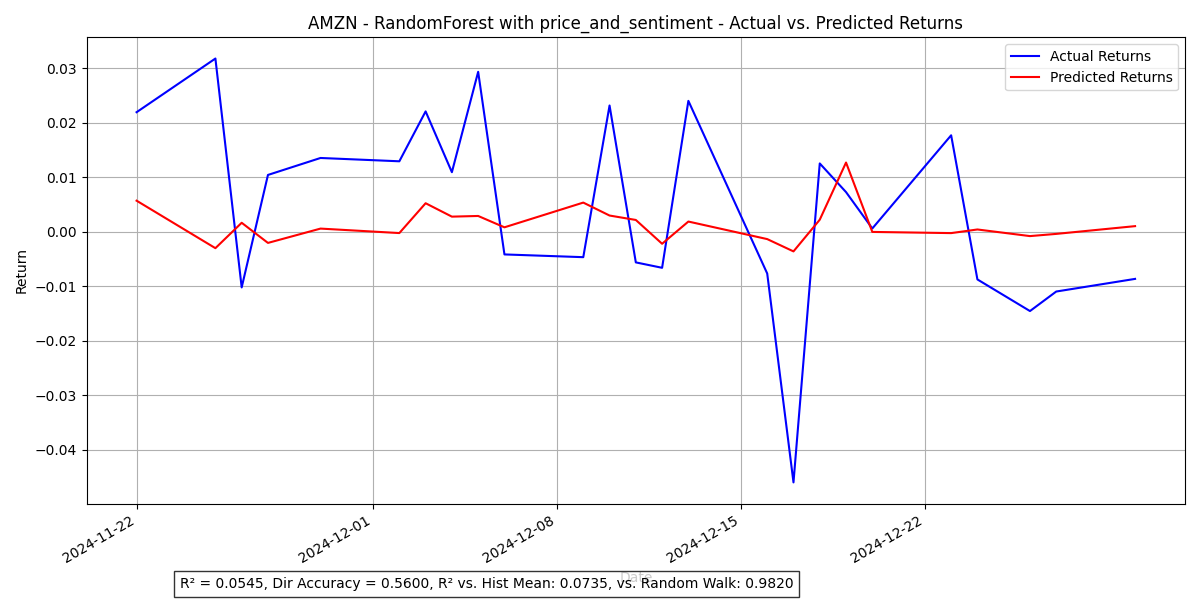 AMZN - RandomForest with price_and_sentiment - Actual vs. Predicted Returns
Actual Returns
Predicted Returns
0.03
0.02
0.01
0.00
−0.01
−0.02
−0.03
−0.04
Return
2024-11-22
2024-12-01
2024-12-08
2024-12-15
2024-12-22
Date
R² = 0.0545, Dir Accuracy = 0.5600, R² vs. Hist Mean: 0.0735, vs. Random Walk: 0.9820